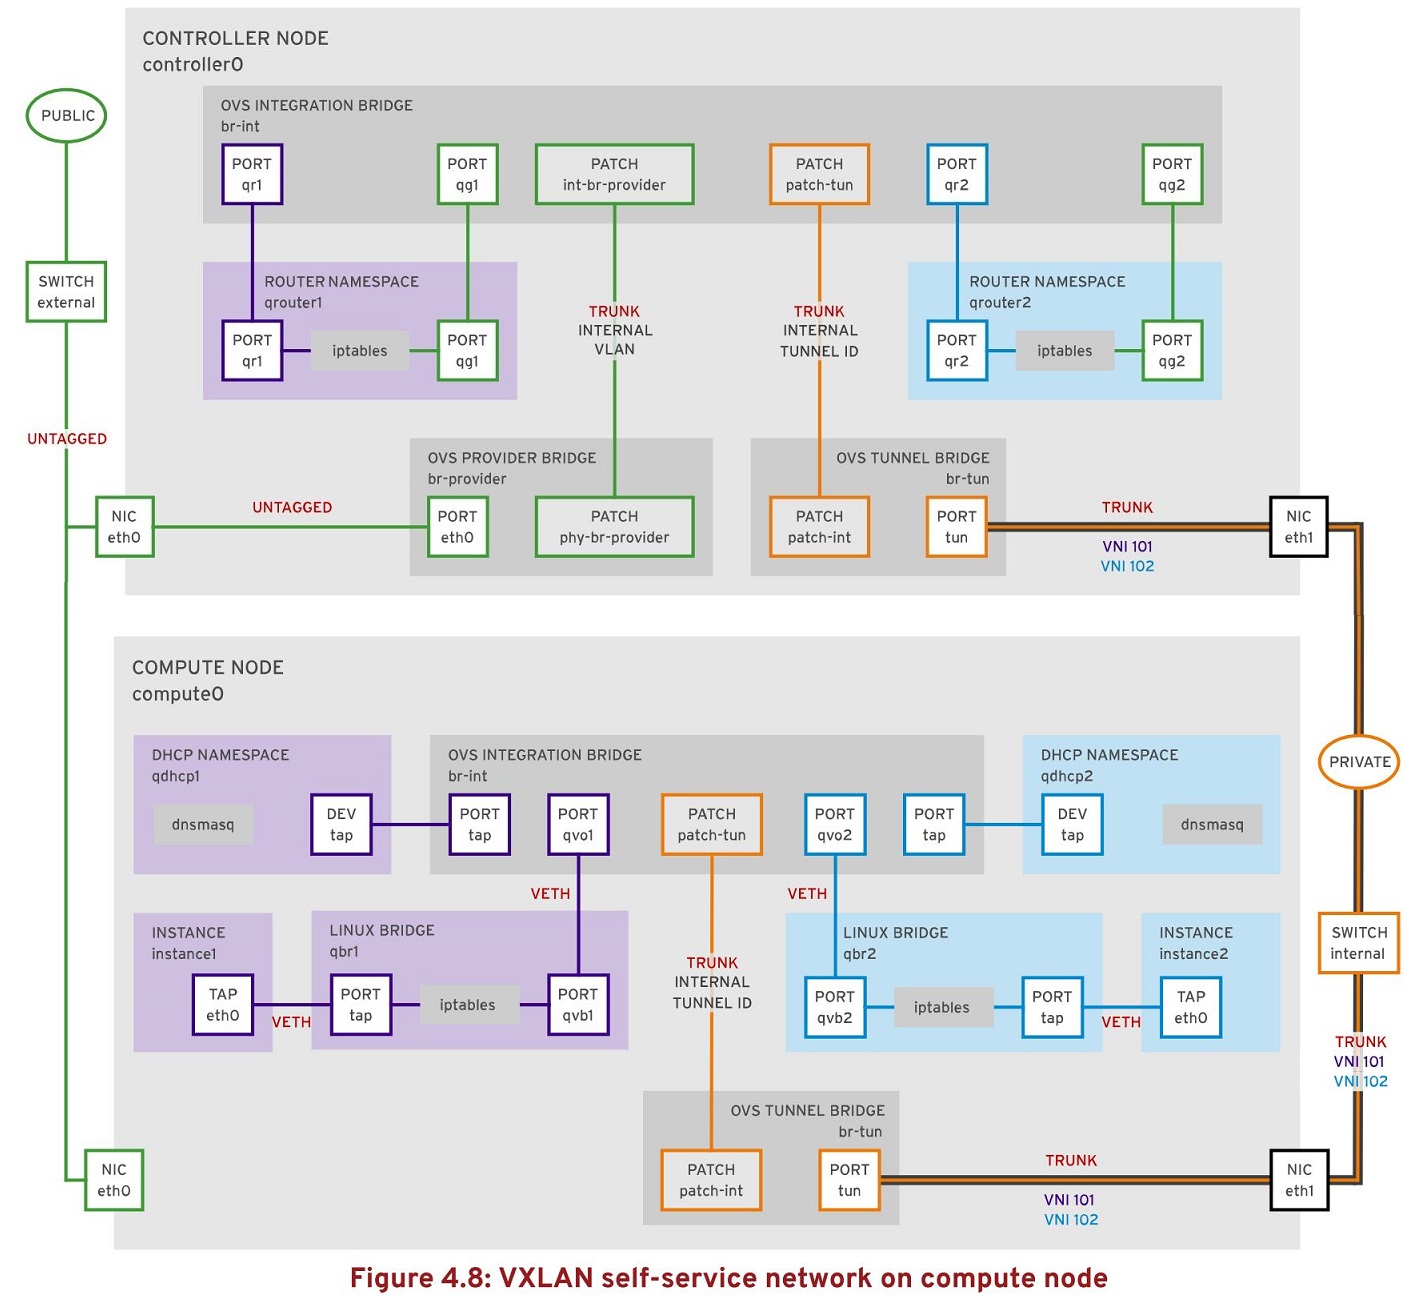 CONTROLLER NODE
controller0
PUBLIC
OVS INTEGRATION BRIDGE
br-int
PORT
qr1
PORT
qg1
PATCH
int-br-provider
PATCH
patch-tun
PORT
qr2
PORT
qg2
SWITCH
external
ROUTER NAMESPACE
qrouter1
PORT
qr1
iptables
PORT
qg1
TRUNK
INTERNAL
VLAN
TRUNK
INTERNAL
TUNNEL ID
ROUTER NAMESPACE
qrouter2
PORT
qr2
iptables
PORT
qg2
UNTAGGED
OVS PROVIDER BRIDGE
br-provider
OVS TUNNEL BRIDGE
br-tun
NIC
eth0
UNTAGGED
PORT
eth0
PATCH
phy-br-provider
PATCH
patch-int
PORT
tun
TRUNK
VNI 101
VNI 102
NIC
eth1
COMPUTE NODE
compute0
DHCP NAMESPACE
qdhcp1
dnsmasq
DEV
tap
OVS INTEGRATION BRIDGE
br-int
PORT
tap
PORT
qvo1
PATCH
patch-tun
PORT
qvo2
PORT
tap
DHCP NAMESPACE
qdhcp2
DEV
tap
dnsmasq
PRIVATE
VETH
VETH
INSTANCE
instance1
TAP
eth0
VETH
LINUX BRIDGE
qbr1
PORT
tap
iptables
PORT
qvb1
TRUNK
INTERNAL
TUNNEL ID
LINUX BRIDGE
qbr2
PORT
qvb2
iptables
PORT
tap
VETH
INSTANCE
instance2
TAP
eth0
SWITCH
internal
TRUNK
VNI 101
VNI 102
OVS TUNNEL BRIDGE
br-tun
NIC
eth0
PATCH
patch-int
PORT
tun
TRUNK
VNI 101
VNI 102
NIC
eth1
Figure 4.8: VXLAN self-service network on compute node